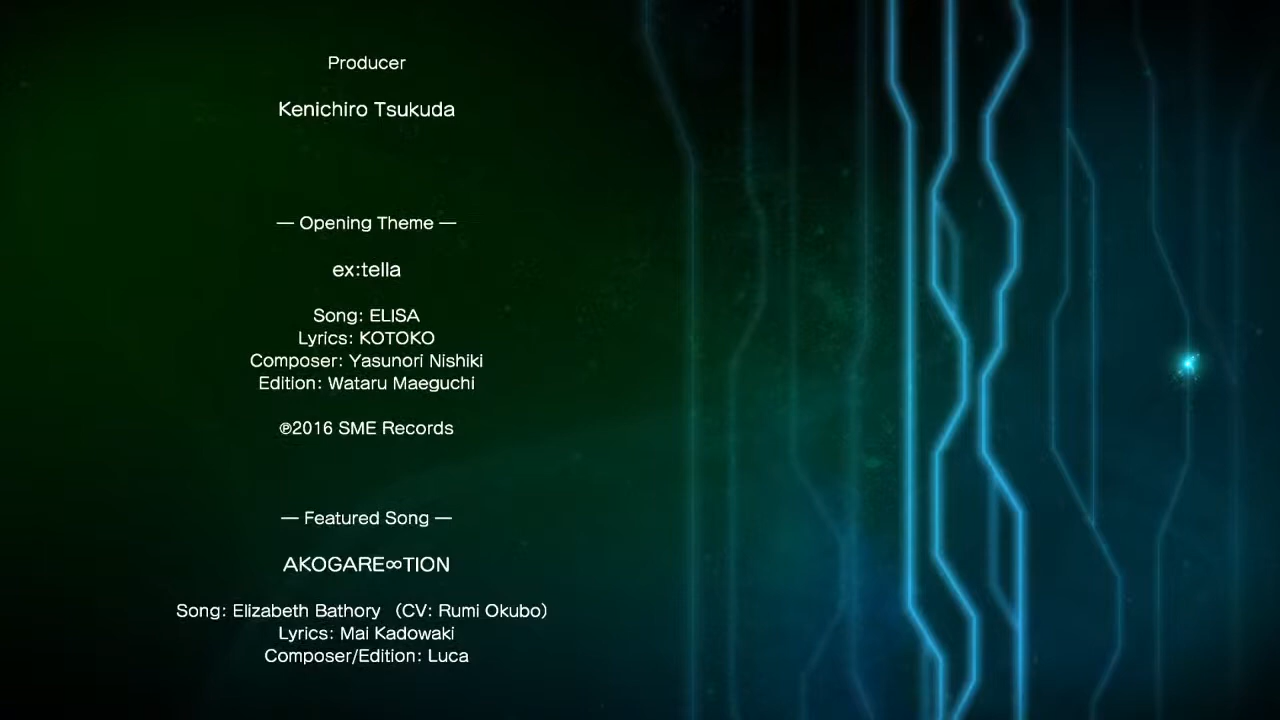 Producer
Kenichiro Tsukuda
— Opening Theme —
ex:tella
Song: ELISA
Lyrics: KOTOKO
Composer: Yasunori Nishiki
Edition: Wataru Maeguchi
℗2016 SME Records
— Featured Song —
AKOGARE∞TION
Song: Elizabeth Bathory （CV: Rumi Okubo）
Lyrics: Mai Kadowaki
Composer/Edition: Luca